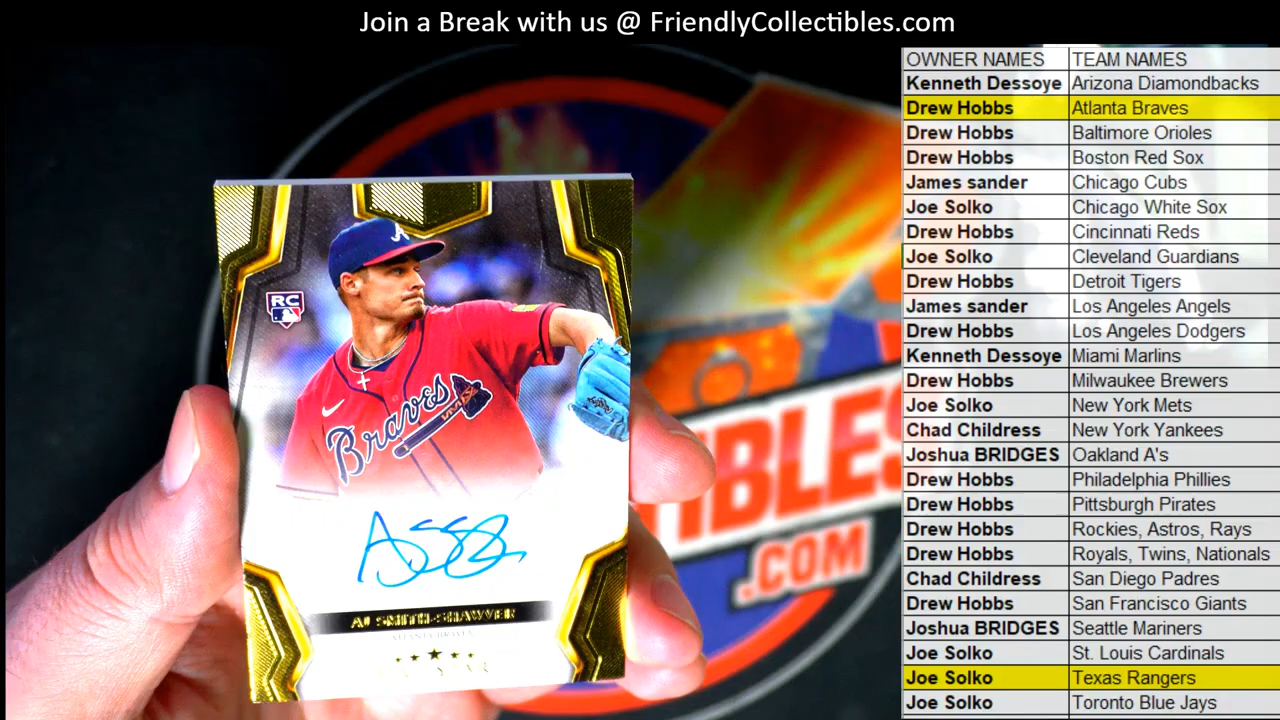 Join a Break with us @ FriendlyCollectibles.com
OWNER NAMES TEAM NAMES
Kenneth Dessoye Arizona Diamondbacks
Drew Hobbs Atlanta Braves
Drew Hobbs Baltimore Orioles
Drew Hobbs Boston Red Sox
James sander Chicago Cubs
Joe Solko Chicago White Sox
Drew Hobbs Cincinnati Reds
Joe Solko Cleveland Guardians
Drew Hobbs Detroit Tigers
James sander Los Angeles Angels
Drew Hobbs Los Angeles Dodgers
Kenneth Dessoye Miami Marlins
Drew Hobbs Milwaukee Brewers
Joe Solko New York Mets
Chad Childress New York Yankees
Joshua BRIDGES Oakland A's
Drew Hobbs Philadelphia Phillies
Drew Hobbs Pittsburgh Pirates
Drew Hobbs Rockies, Astros, Rays
Drew Hobbs Royals, Twins, Nationals
Chad Childress San Diego Padres
Drew Hobbs San Francisco Giants
Joshua BRIDGES Seattle Mariners
Joe Solko St. Louis Cardinals
Joe Solko Texas Rangers
Joe Solko Toronto Blue Jays
A
RC
Braves
AJ SMITH-SHAWVER
ATLANTA BRAVES
TIBLES
.COM